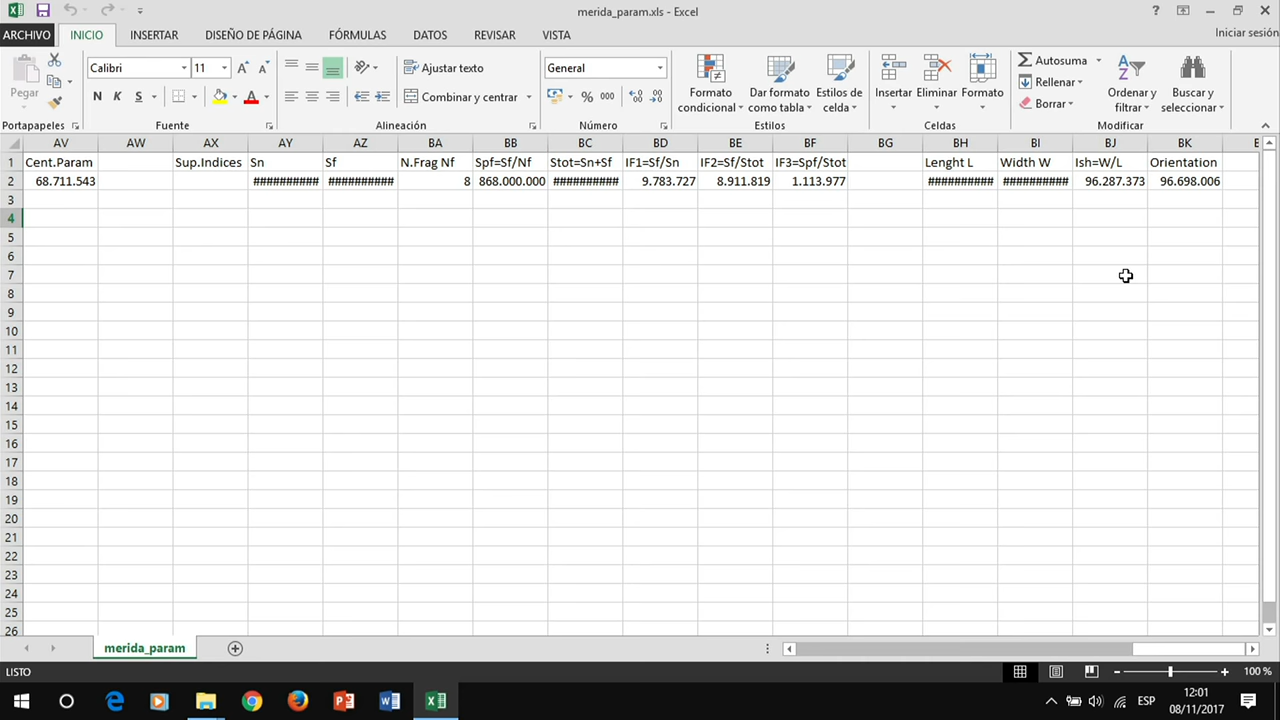 merida_param.xls - Excel
ARCHIVO INICIO INSERTAR DISEÑO DE PÁGINA FÓRMULAS DATOS REVISAR VISTA Iniciar sesión
Pegar
Portapapeles
Calibri 11
N K S
Fuente
Ajustar texto
Combinar y centrar
Alineación
General
% 000
Número
Formato condicional
Dar formato como tabla
Estilos de celda
Estilos
Insertar Eliminar Formato
Celdas
Autosuma
Rellenar
Borrar
Ordenar y filtrar
Buscar y seleccionar
Modificar
AV AW AX AY AZ BA BB BC BD BE BF BG BH BI BJ BK
1 Cent.Param Sup.Indices Sn Sf N.Frag Nf Spf=Sf/Nf Stot=Sn+Sf IF1=Sf/Sn IF2=Sf/Stot IF3=Spf/Stot Lenght L Width W Ish=W/L Orientation
2 68.711.543 ########## ########## 8 868.000.000 ########## 9.783.727 8.911.819 1.113.977 ########## ########## 96.287.373 96.698.006
3
4
5
6
7
8
9
10
11
12
13
14
15
16
17
18
19
20
21
22
23
24
25
26
merida_param
LISTO 100 %
ESP 12:01
08/11/2017